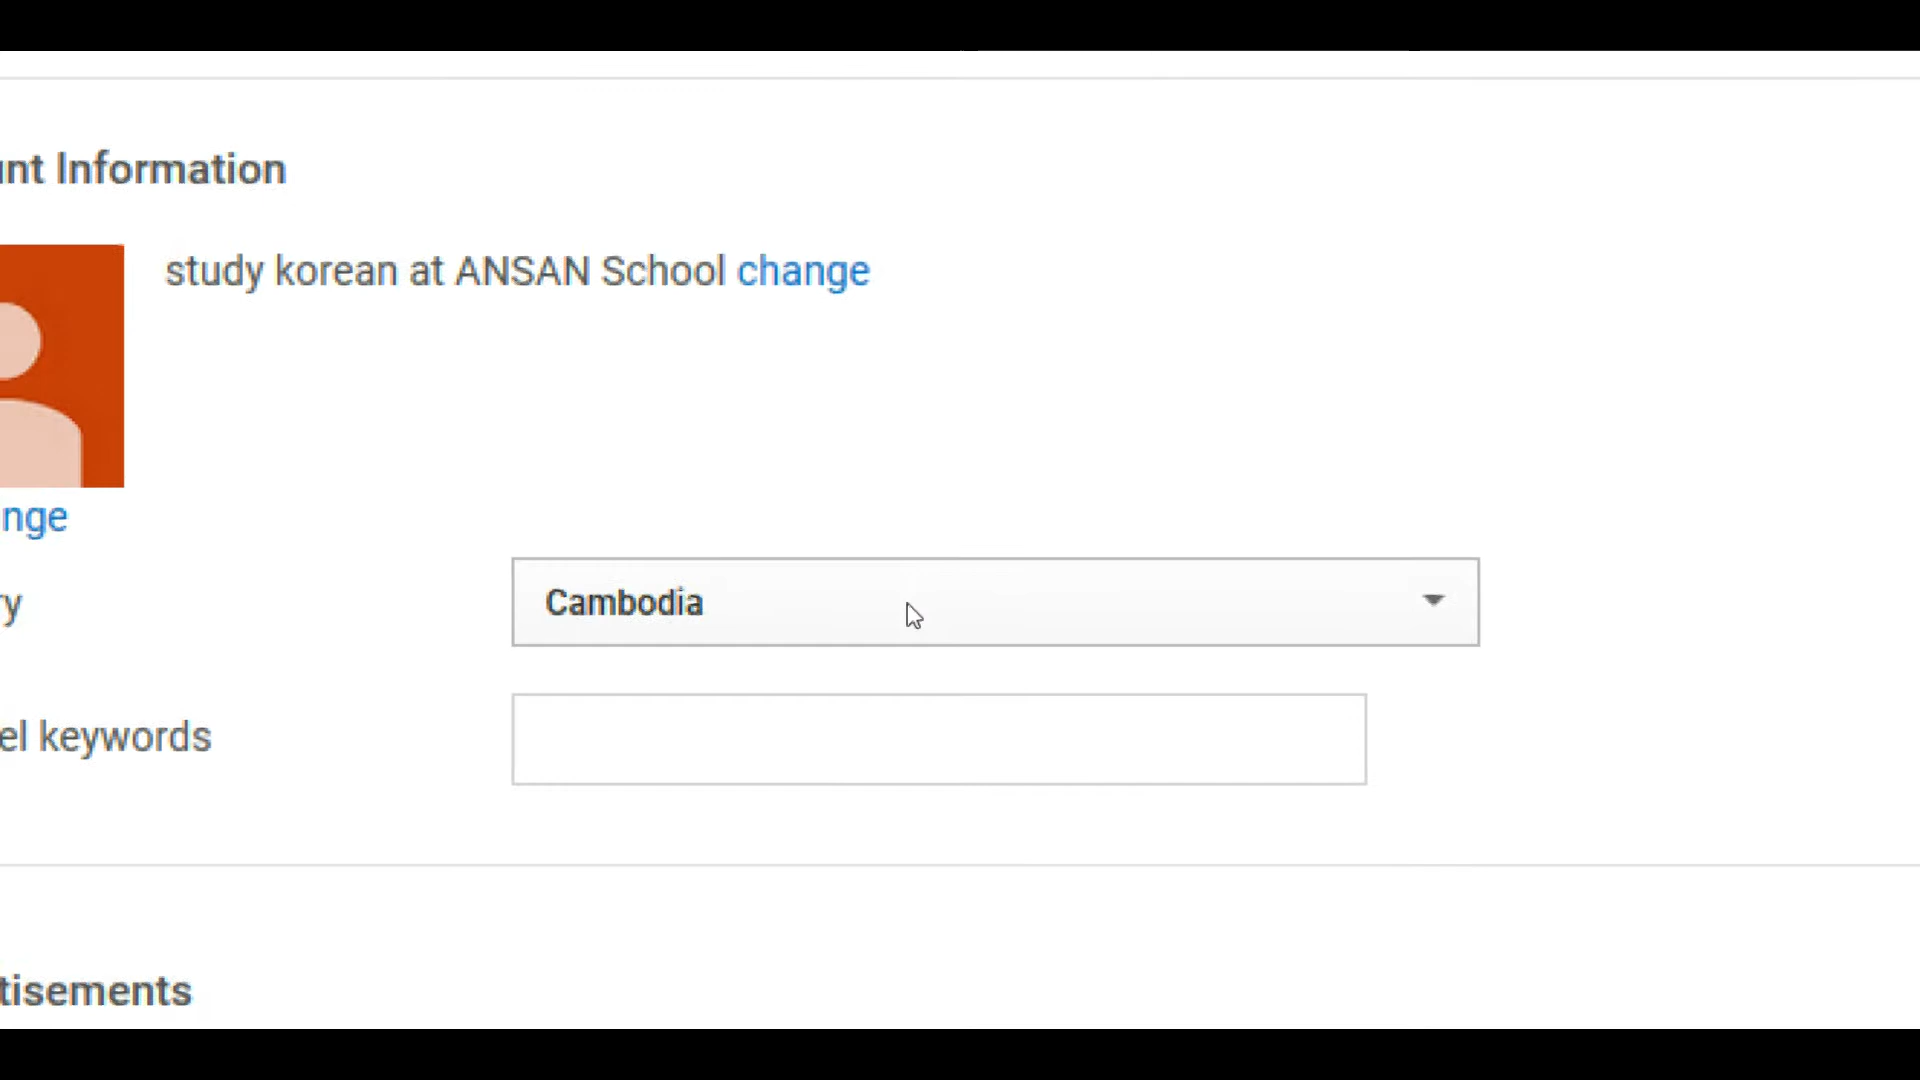 nt Information
study korean at ANSAN School change
nge
Cambodia
el keywords
tisements